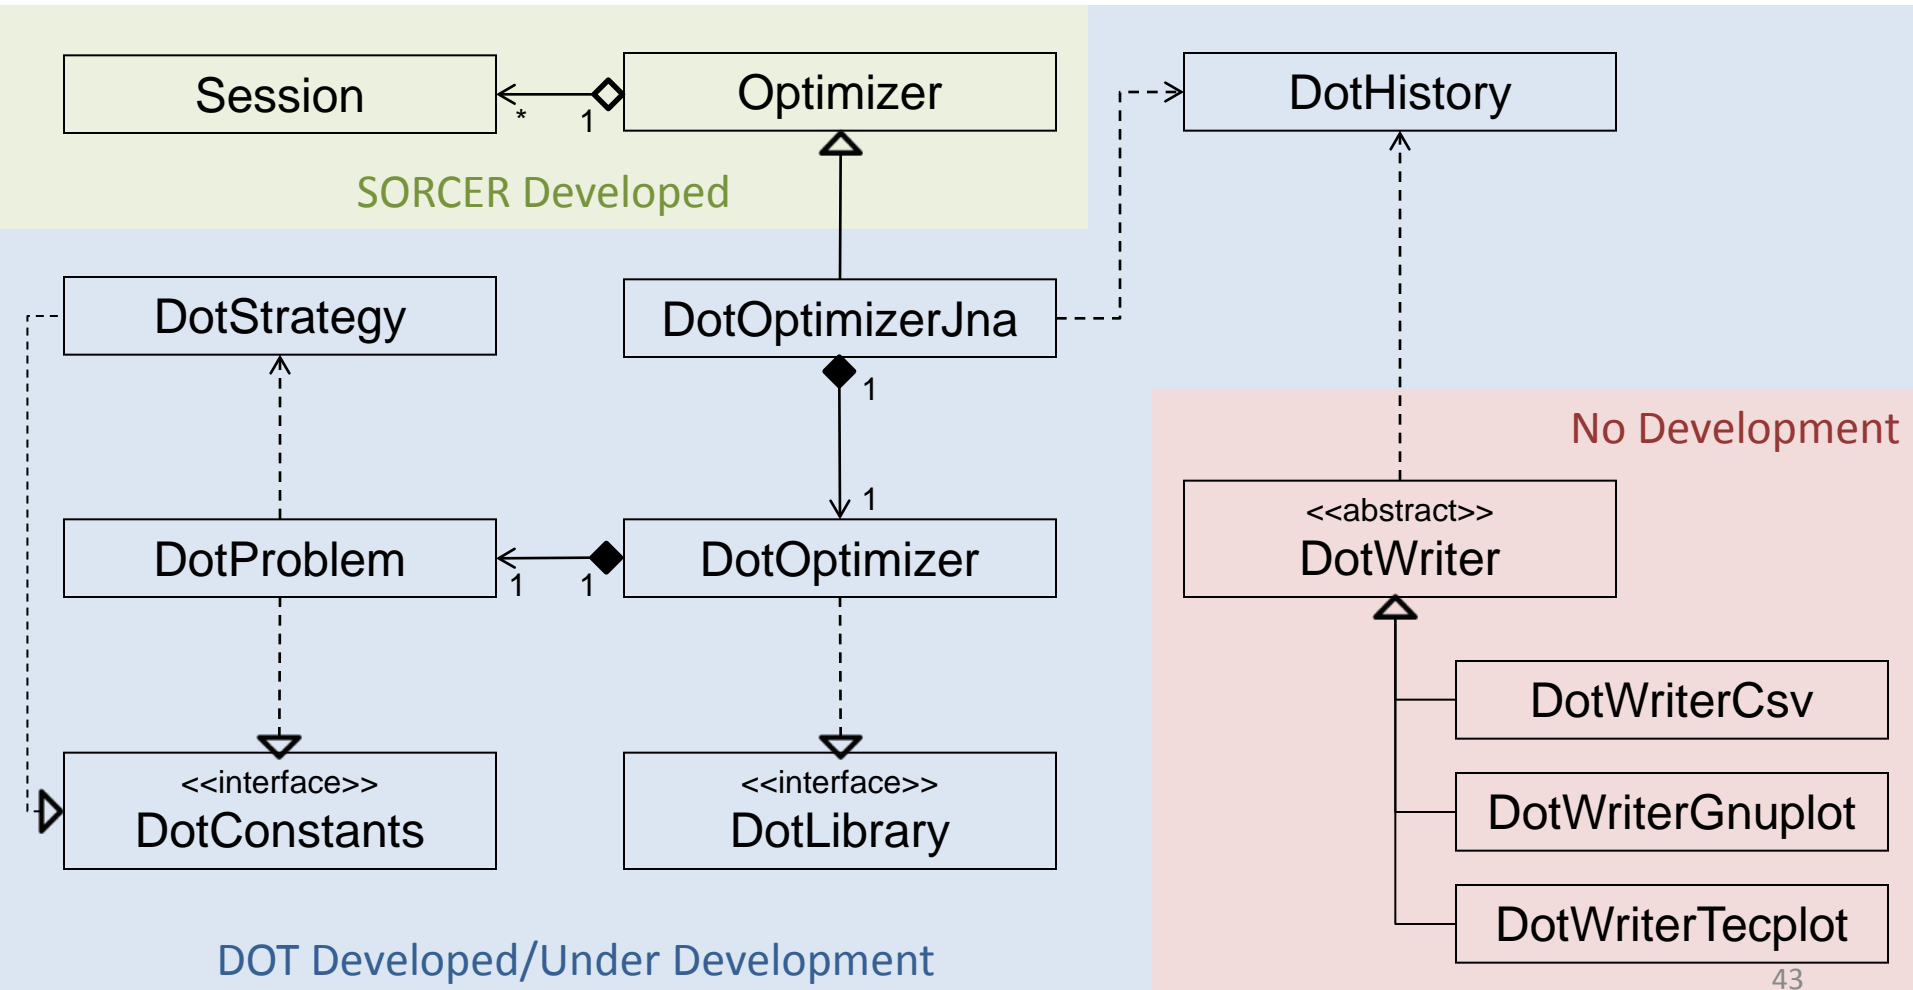 Session
*
1
Optimizer
DotHistory
SORCER Developed
DotStrategy
DotOptimizerJna
1
No Development
1
<<abstract>>
DotWriter
DotProblem
1
1
DotOptimizer
DotWriterCsv
<<interface>>
DotConstants
<<interface>>
DotLibrary
DotWriterGnuplot
DotWriterTecplot
DOT Developed/Under Development
43